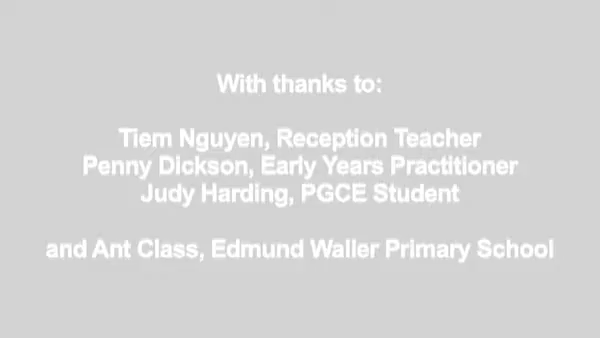 With thanks to:
Tiem Nguyen, Reception Teacher
Penny Dickson, Early Years Practitioner
Judy Harding, PGCE Student
and Ant Class, Edmund Waller Primary School